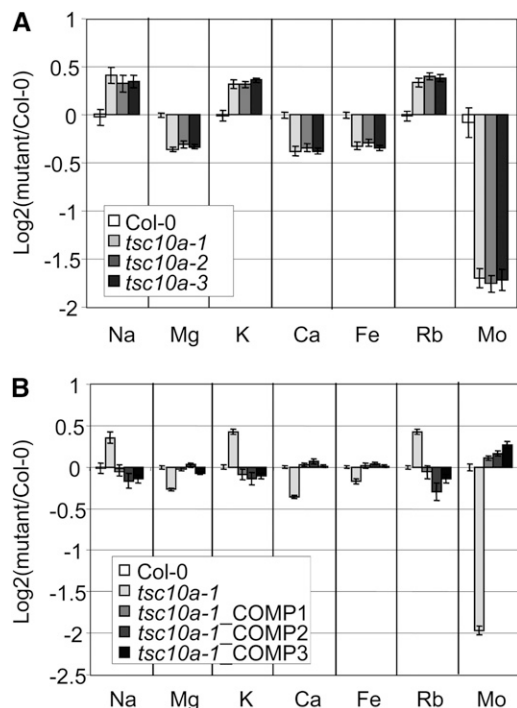 A
Log2(mutant/Col-0)
1
0.5
0
-0.5
-1
-1.5
-2
Col-0
tsc10a-1
tsc10a-2
tsc10a-3
Na Mg K Ca Fe Rb Mo
B
Log2(mutant/Col-0)
1
0.5
0
-0.5
-1
-1.5
-2
-2.5
Col-0
tsc10a-1
tsc10a-1_COMP1
tsc10a-1_COMP2
tsc10a-1_COMP3
Na Mg K Ca Fe Rb Mo